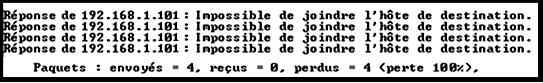 Réponse de 192.168.1.101 : Impossible de joindre l'hôte de destination.
Réponse de 192.168.1.101 : Impossible de joindre l'hôte de destination.
Réponse de 192.168.1.101 : Impossible de joindre l'hôte de destination.
Réponse de 192.168.1.101 : Impossible de joindre l'hôte de destination.
Paquets : envoyés = 4, reçus = 0, perdus = 4 (perte 100%),